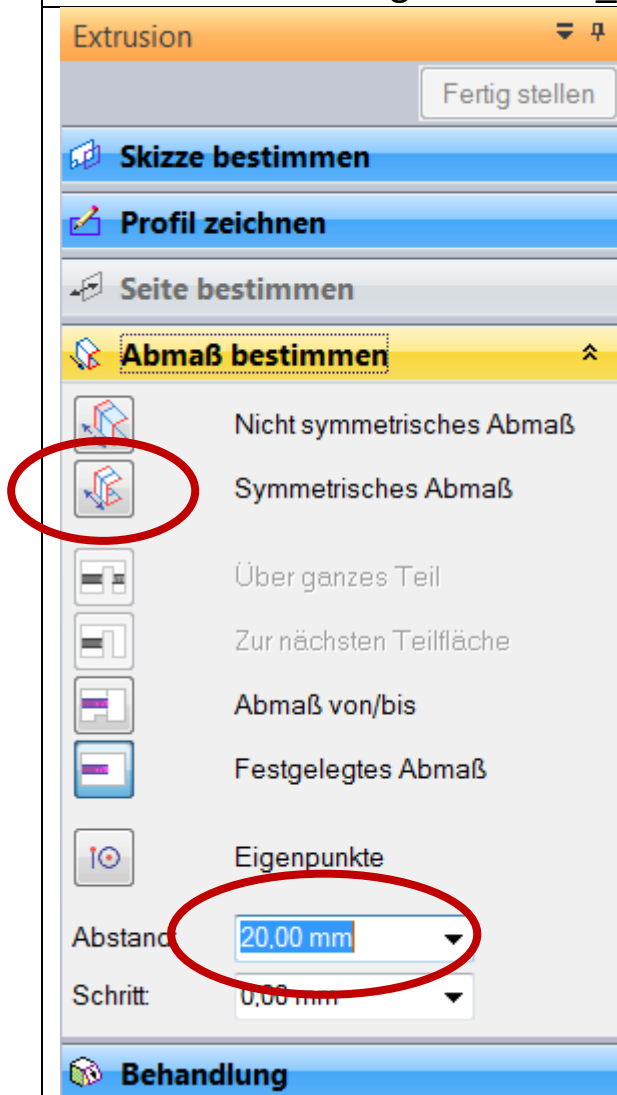 Extrusion
Fertig stellen
Skizze bestimmen
Profil zeichnen
Seite bestimmen
Abmaß bestimmen
Nicht symmetrisches Abmaß
Symmetrisches Abmaß
Über ganzes Teil
Zur nächsten Teilfläche
Abmaß von/bis
Festgelegtes Abmaß
Eigenpunkte
Abstand: 20,00 mm
Schritt: 0,00 mm
Behandlung